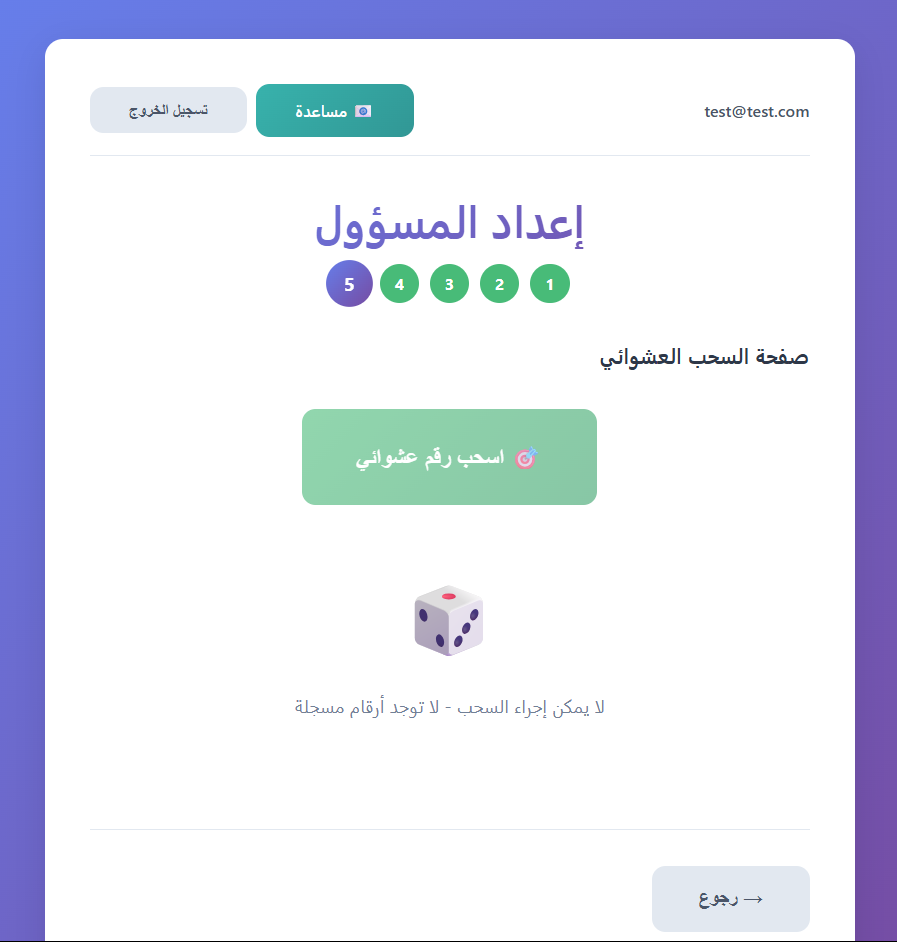 test@test.com
مساعدة
تسجيل الخروج
إعداد المسؤول
1 2 3 4 5
صفحة السحب العشوائي
🎯 اسحب رقم عشوائي
لا يمكن إجراء السحب - لا توجد أرقام مسجلة
→ رجوع